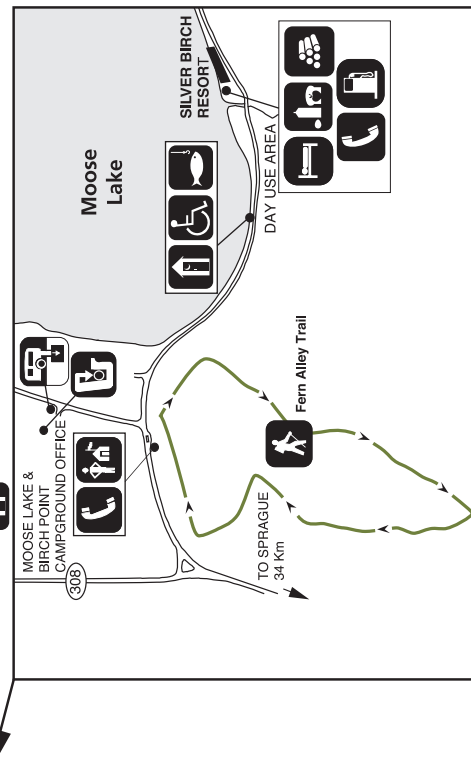 Moose
Lake
SILVER BIRCH
RESORT
DAY USE AREA
MOOSE LAKE &
BIRCH POINT
CAMPGROUND OFFICE
308
TO SPRAGUE
34 Km
Fern Alley Trail